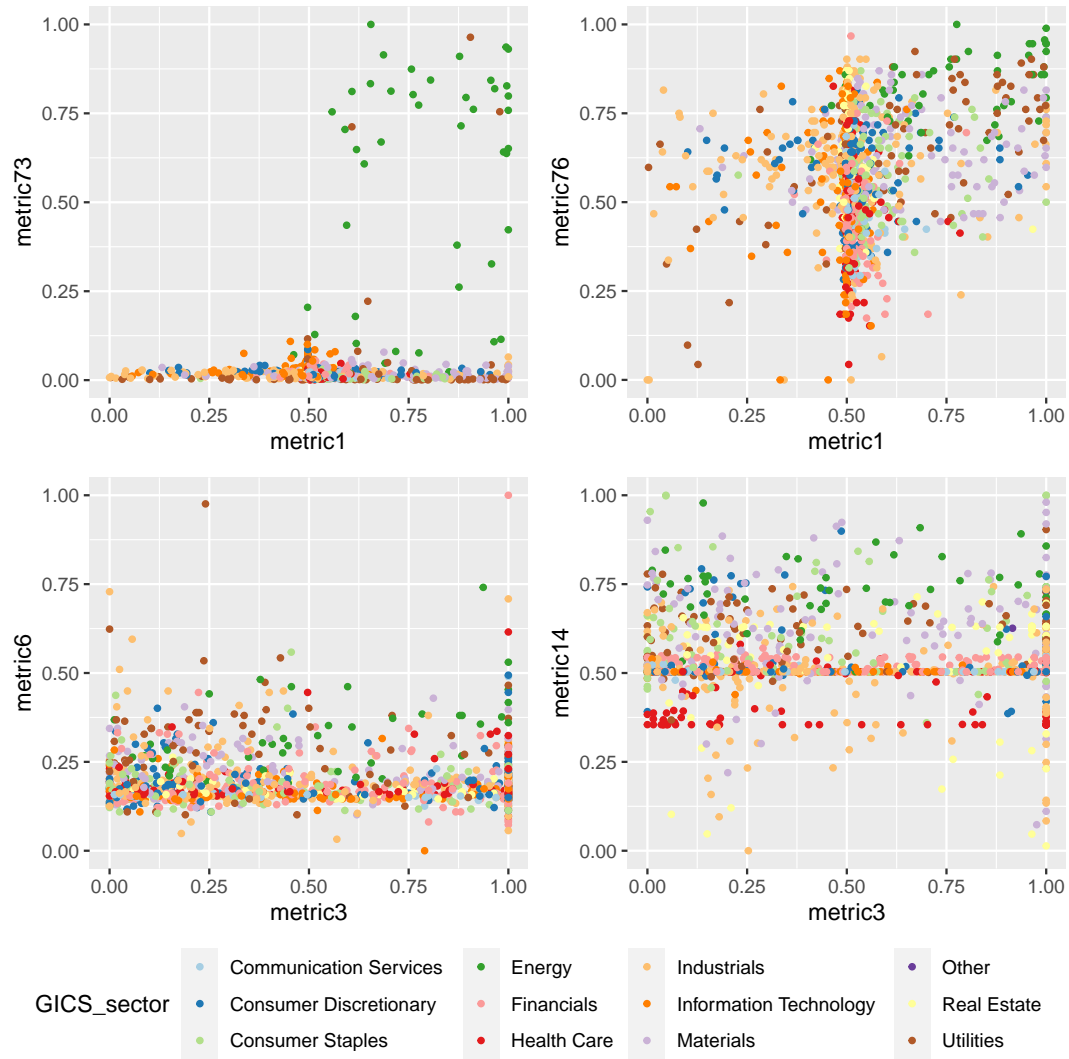 1.00
0.75
0.50
0.25
0.00
metric73
0.00 0.25 0.50 0.75 1.00
metric1
1.00
0.75
0.50
0.25
0.00
metric76
0.00 0.25 0.50 0.75 1.00
metric1
1.00
0.75
0.50
0.25
0.00
metric6
0.00 0.25 0.50 0.75 1.00
metric3
1.00
0.75
0.50
0.25
0.00
metric14
0.00 0.25 0.50 0.75 1.00
metric3
GICS_sector
Communication Services
Consumer Discretionary
Consumer Staples
Energy
Financials
Health Care
Industrials
Information Technology
Materials
Other
Real Estate
Utilities